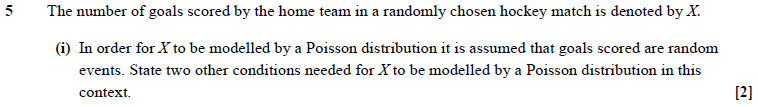 5 The number of goals scored by the home team in a randomly chosen hockey match is denoted by X.
(i) In order for X to be modelled by a Poisson distribution it is assumed that goals scored are random
events. State two other conditions needed for X to be modelled by a Poisson distribution in this
context. [2]